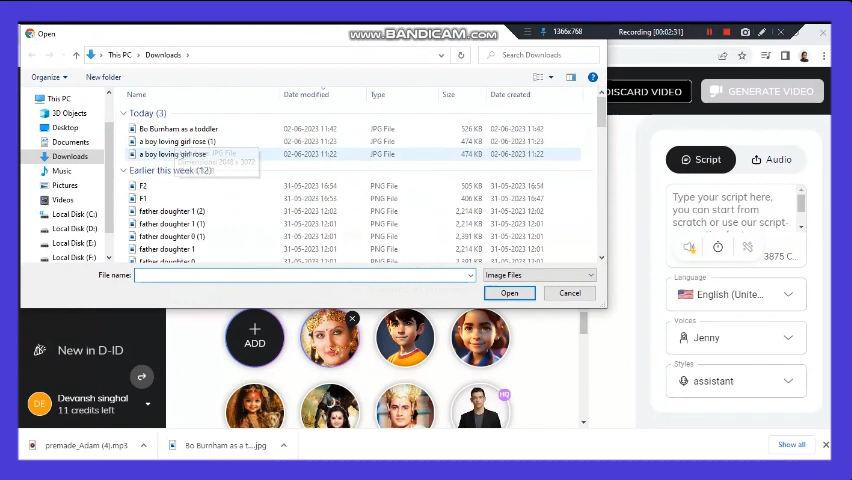 Open
www.BANDICAM.com
1366x768
Recording [00:02:31]
This PC
Downloads
Search Downloads
Organize
New folder
This PC
3D Objects
Desktop
Documents
Downloads
Music
Pictures
Videos
Local Disk (C:)
Local Disk (D:)
Local Disk (E:)
Local Disk (F:)
Name Date modified Type Size Date created
Today (3)
Bo Burnham as a toddler 02-06-2023 11:42 JPG File 526 KB 02-06-2023 11:42
a boy loving girl rose (1) 02-06-2023 11:23 JPG File 474 KB 02-06-2023 11:23
a boy loving girl rose 02-06-2023 11:22 JPG File 474 KB 02-06-2023 11:22
Dimensions: 2048 x 3072
Earlier this week (12)
F2 31-05-2023 16:54 PNG File 505 KB 31-05-2023 16:54
F1 31-05-2023 16:53 PNG File 406 KB 31-05-2023 16:47
father doughter 1 (2) 31-05-2023 12:01 PNG File 2,214 KB 31-05-2023 12:02
father doughter 1 (1) 31-05-2023 12:01 PNG File 2,214 KB 31-05-2023 12:01
father doughter 0 (1) 31-05-2023 12:01 PNG File 2,391 KB 31-05-2023 12:01
father doughter 1 31-05-2023 12:01 PNG File 2,214 KB 31-05-2023 12:01
File name:
Image Files
Open
Cancel
DISCARD VIDEO
GENERATE VIDEO
Script
Audio
Type your script here,
you can start from
scratch or use our script-
3875 C...
Language
English (Unite...
Voices
Jenny
Styles
assistant
ADD
HQ
New in D-ID
DE
Devansh singhal
11 credits left
premade_Adam (4).mp3
Bo Burnham as a t....jpg
Show all